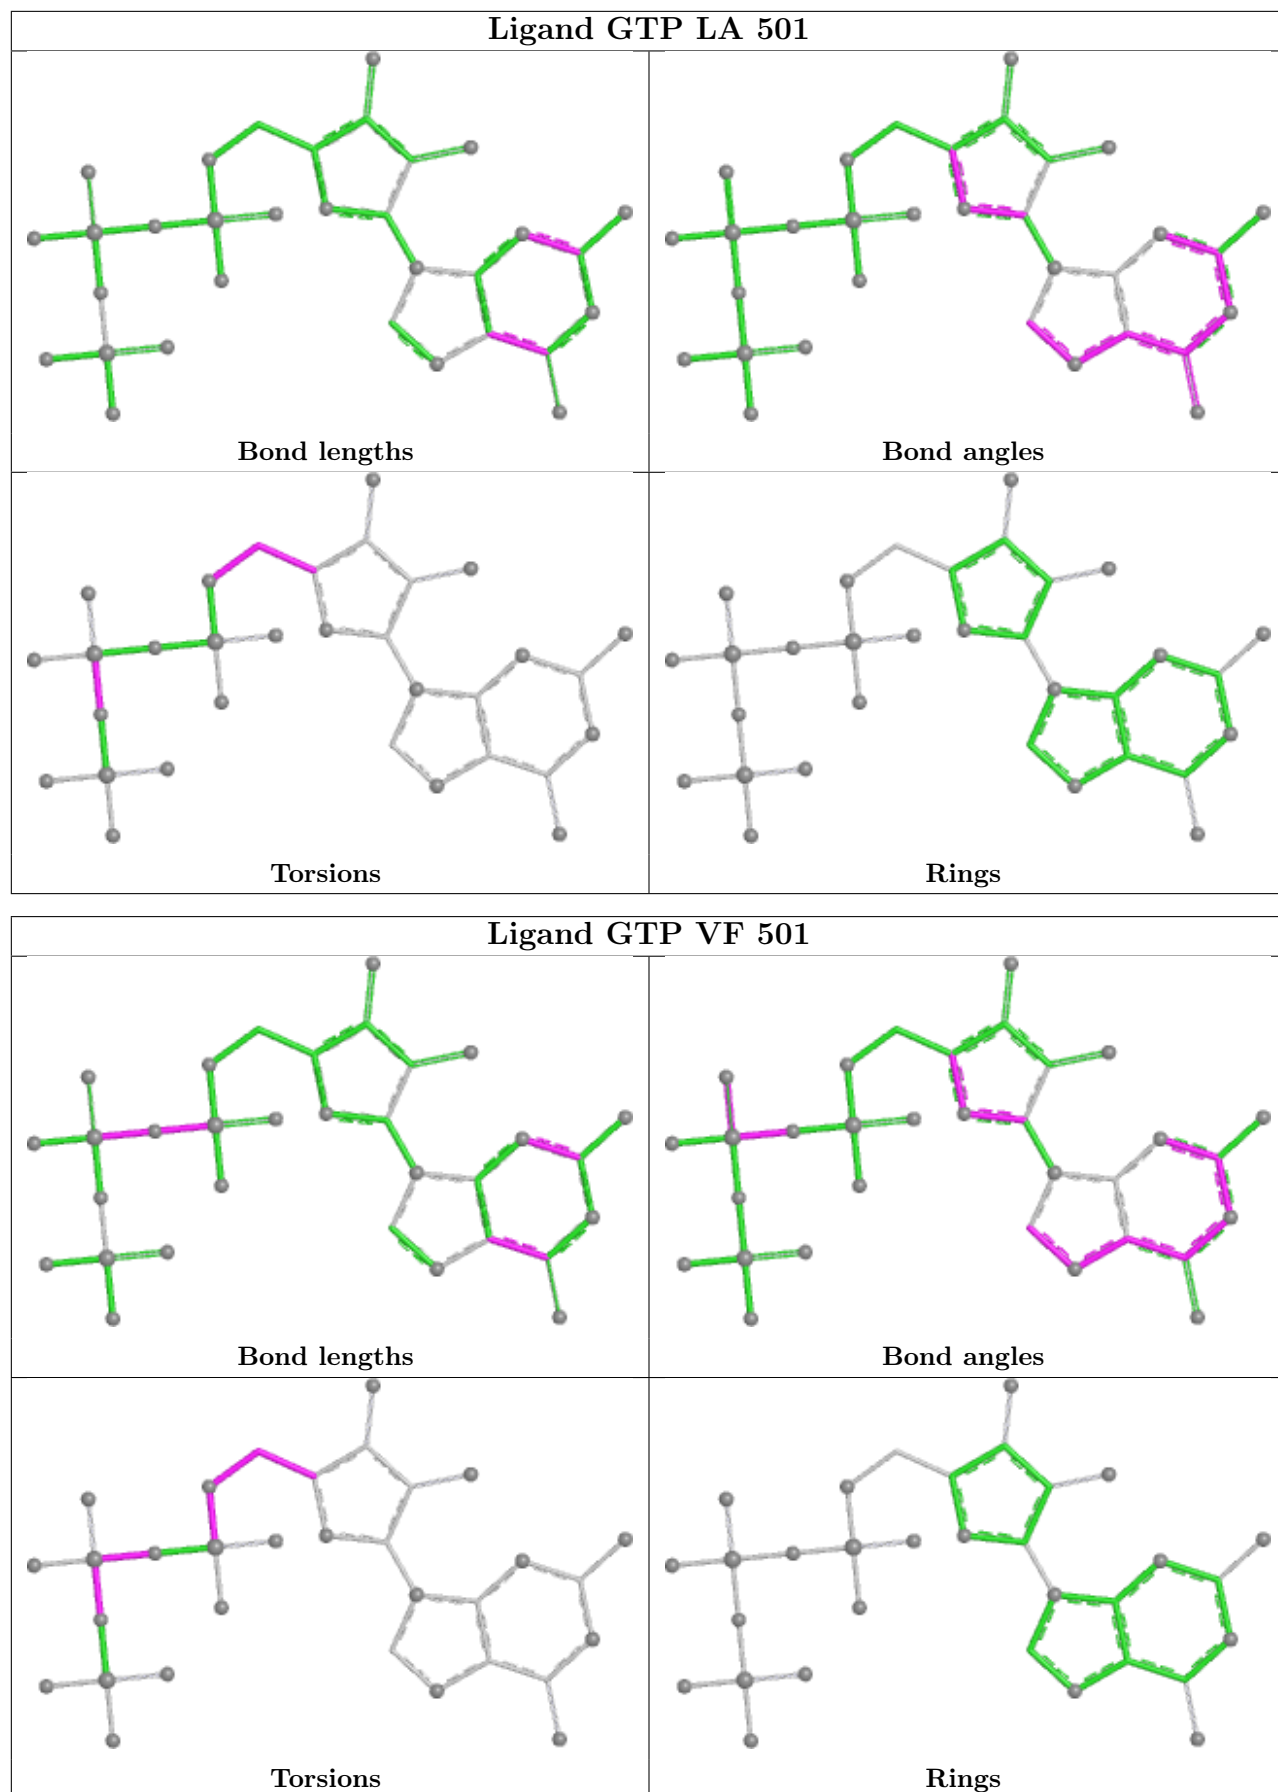 Ligand GTP LA 501
Bond lengths
Bond angles
Torsions
Rings
Ligand GTP VF 501
Bond lengths
Bond angles
Torsions
Rings